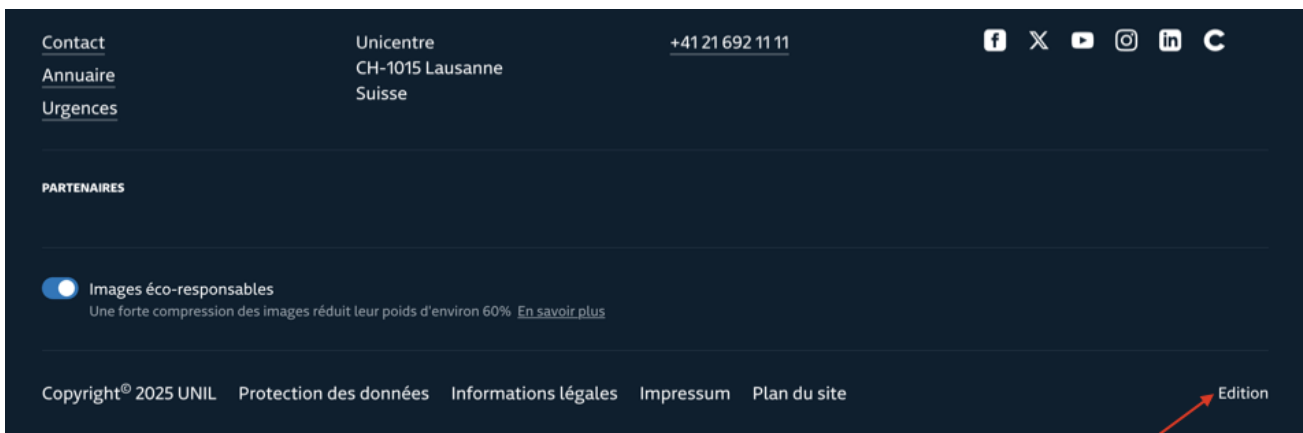 Contact
Annuaire
Urgences
Unicentre
CH-1015 Lausanne
Suisse
+41 21 692 11 11
PARTENAIRES
Images éco-responsables
Une forte compression des images réduit leur poids d'environ 60% En savoir plus
Copyright© 2025 UNIL Protection des données Informations légales Impressum Plan du site Edition